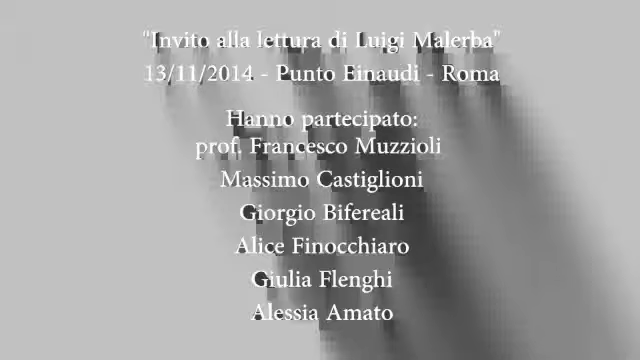 "Invito alla lettura di Luigi Malerba"
13/11/2014 - Punto Einaudi - Roma
Hanno partecipato:
prof. Francesco Muzzioli
Massimo Castiglioni
Giorgio Bifereali
Alice Finocchiaro
Giulia Flenghi
Alessia Amato